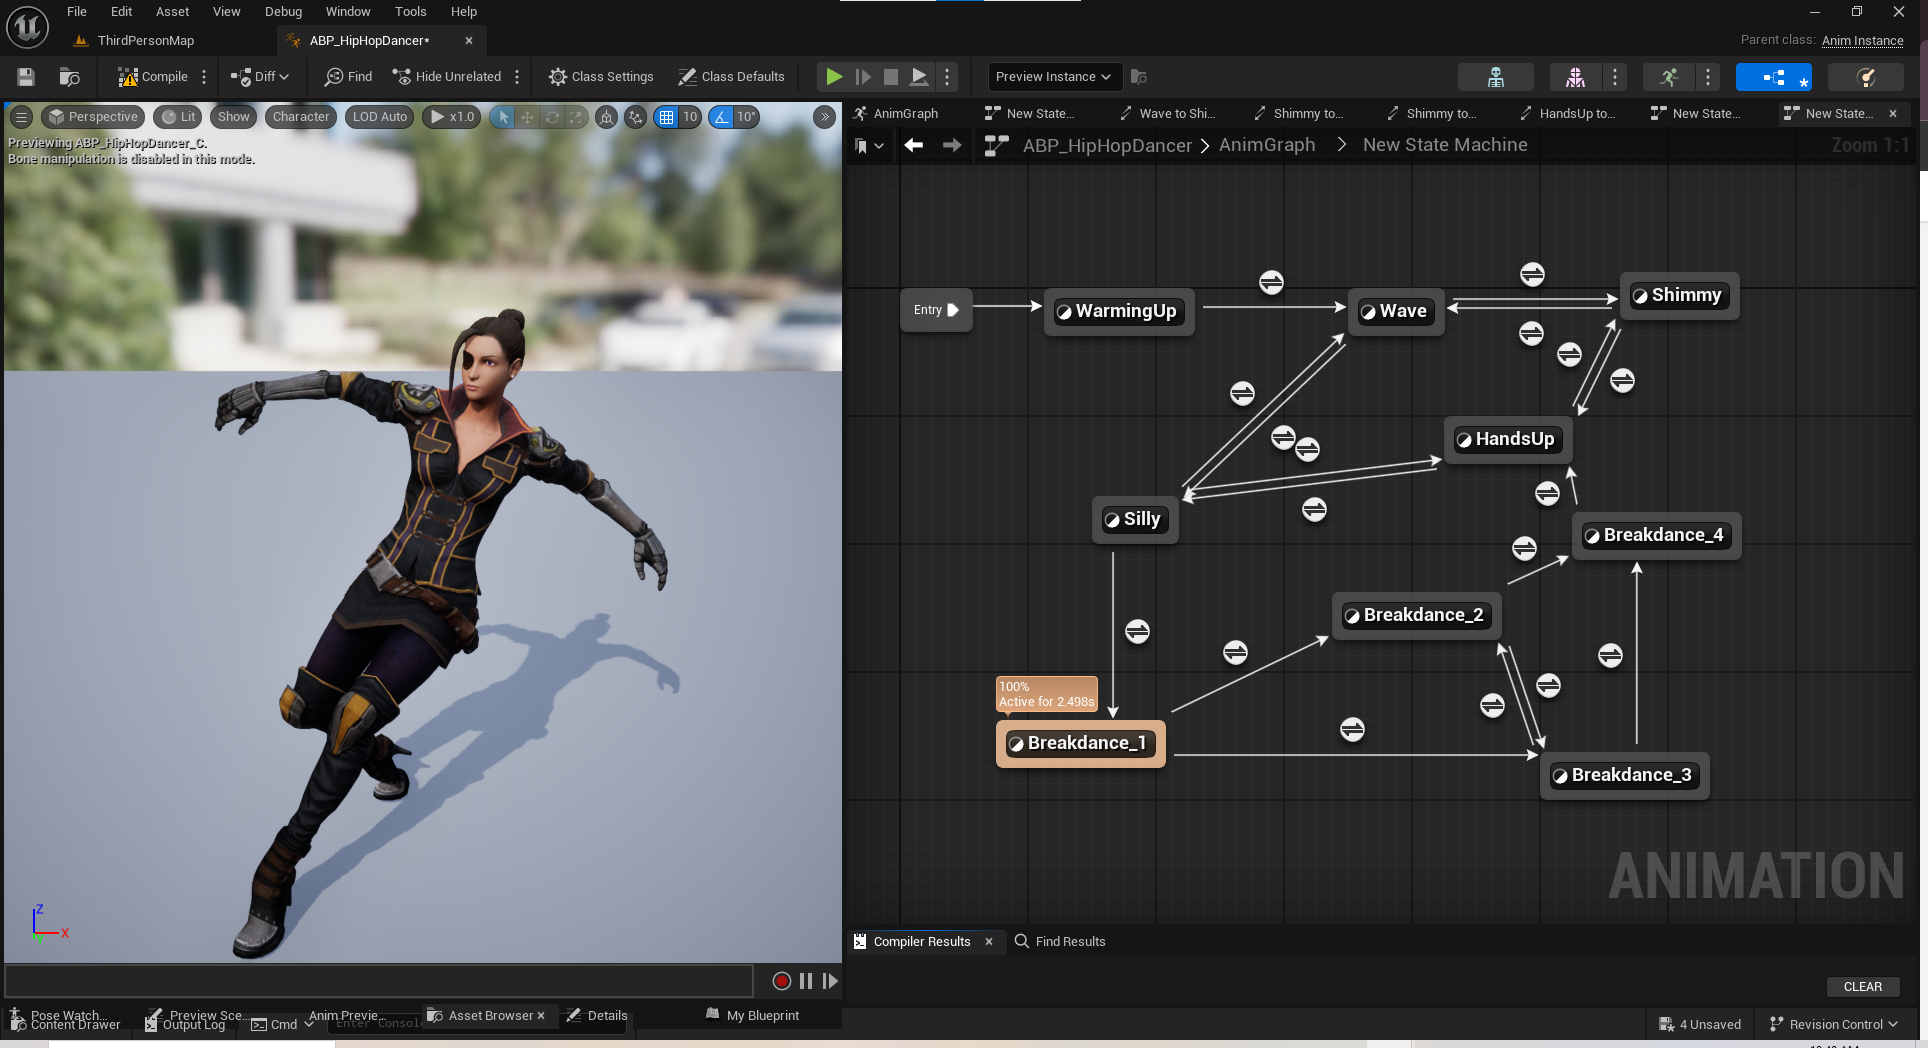 File Edit Asset View Debug Window Tools Help
ThirdPersonMap
ABP_HipHopDancer*
Parent class: Anim Instance
Compile Diff Find Hide Unrelated Class Settings Class Defaults Preview Instance
Perspective Lit Show Character LOD Auto x1.0 10 10°
Previewing ABP_HipHopDancer_C.
Bone manipulation is disabled in this mode.
AnimGraph New State... Wave to Shi... Shimmy to... Shimmy to... HandsUp to... New State... New State...
ABP_HipHopDancer > AnimGraph > New State Machine
Zoom 1:1
Entry
WarmingUp
Wave
Shimmy
HandsUp
Silly
Breakdance_4
Breakdance_2
100%
Active for 2.498s
Breakdance_1
Breakdance_3
ANIMATION
Z
X
Compiler Results Find Results
CLEAR
Pose Watch... Preview Sce... Anim Previe... Asset Browser Details My Blueprint
Content Drawer Output Log Cmd Enter Consol
4 Unsaved Revision Control